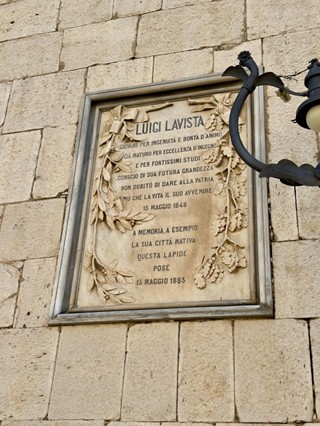 LUIGI LAVISTA
GIOVANE PER INGENUITÀ E BONTÀ D'ANIMO
GIÀ MATURO PER ECCELLENZA D'INGEGNO
E PER FORTISSIMI STUDI
CONSCIO DI SUA FUTURA GRANDEZZA
NON DUBITÒ DI DARE ALLA PATRIA
CHE LA VITA IL SUO AVVENIRE
15 MAGGIO 1848
A MEMORIA, A ESEMPIO
LA SUA CITTÀ NATIVA
QUESTA LAPIDE
POSE
15 MAGGIO 1885